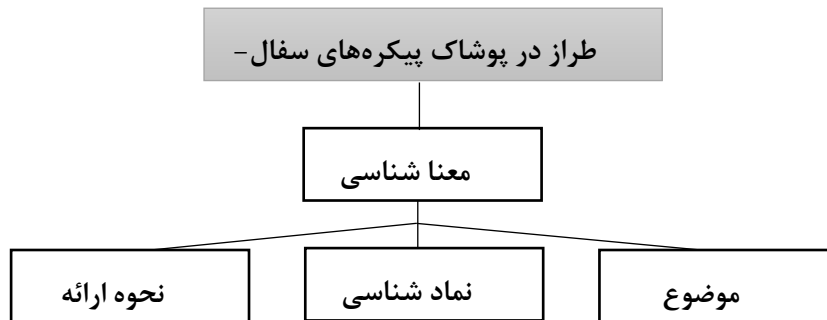 طراز در پوشاک پیکره‌های سفال-
معنا شناسی
موضوع
نماد شناسی
نحوه ارائه